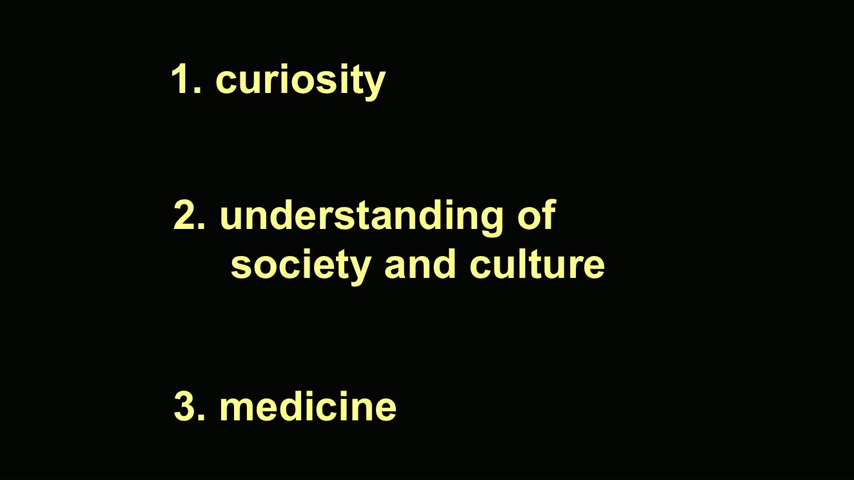 1. curiosity
2. understanding of
society and culture
3. medicine